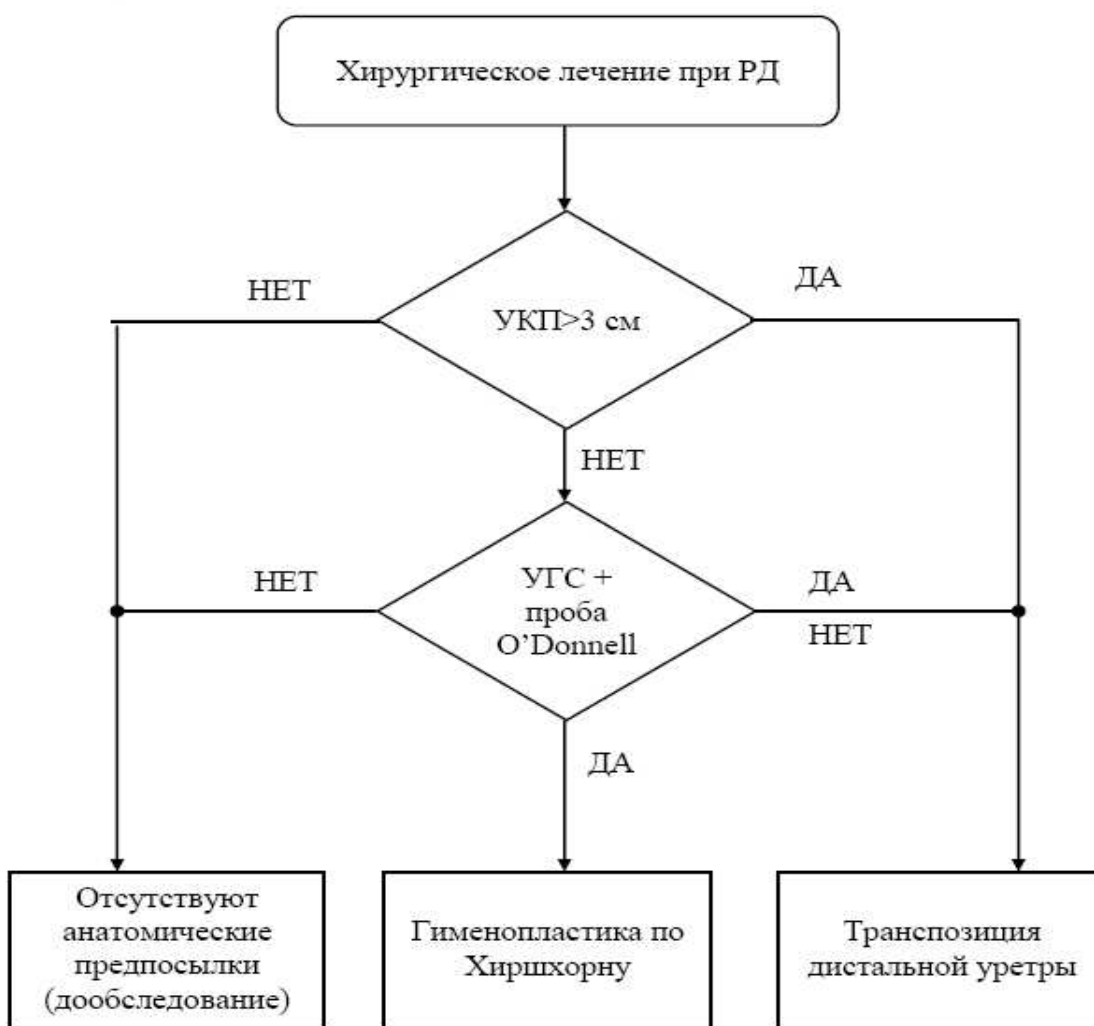 Хирургическое лечение при РД
НЕТ
ДА
УКП>3 см
НЕТ
НЕТ
УГС +
проба
O’Donnell
ДА
НЕТ
ДА
Отсутствуют
анатомические
предпосылки
(дообследование)
Гименопластика по
Хиршхорну
Транспозиция
дистальной уретры